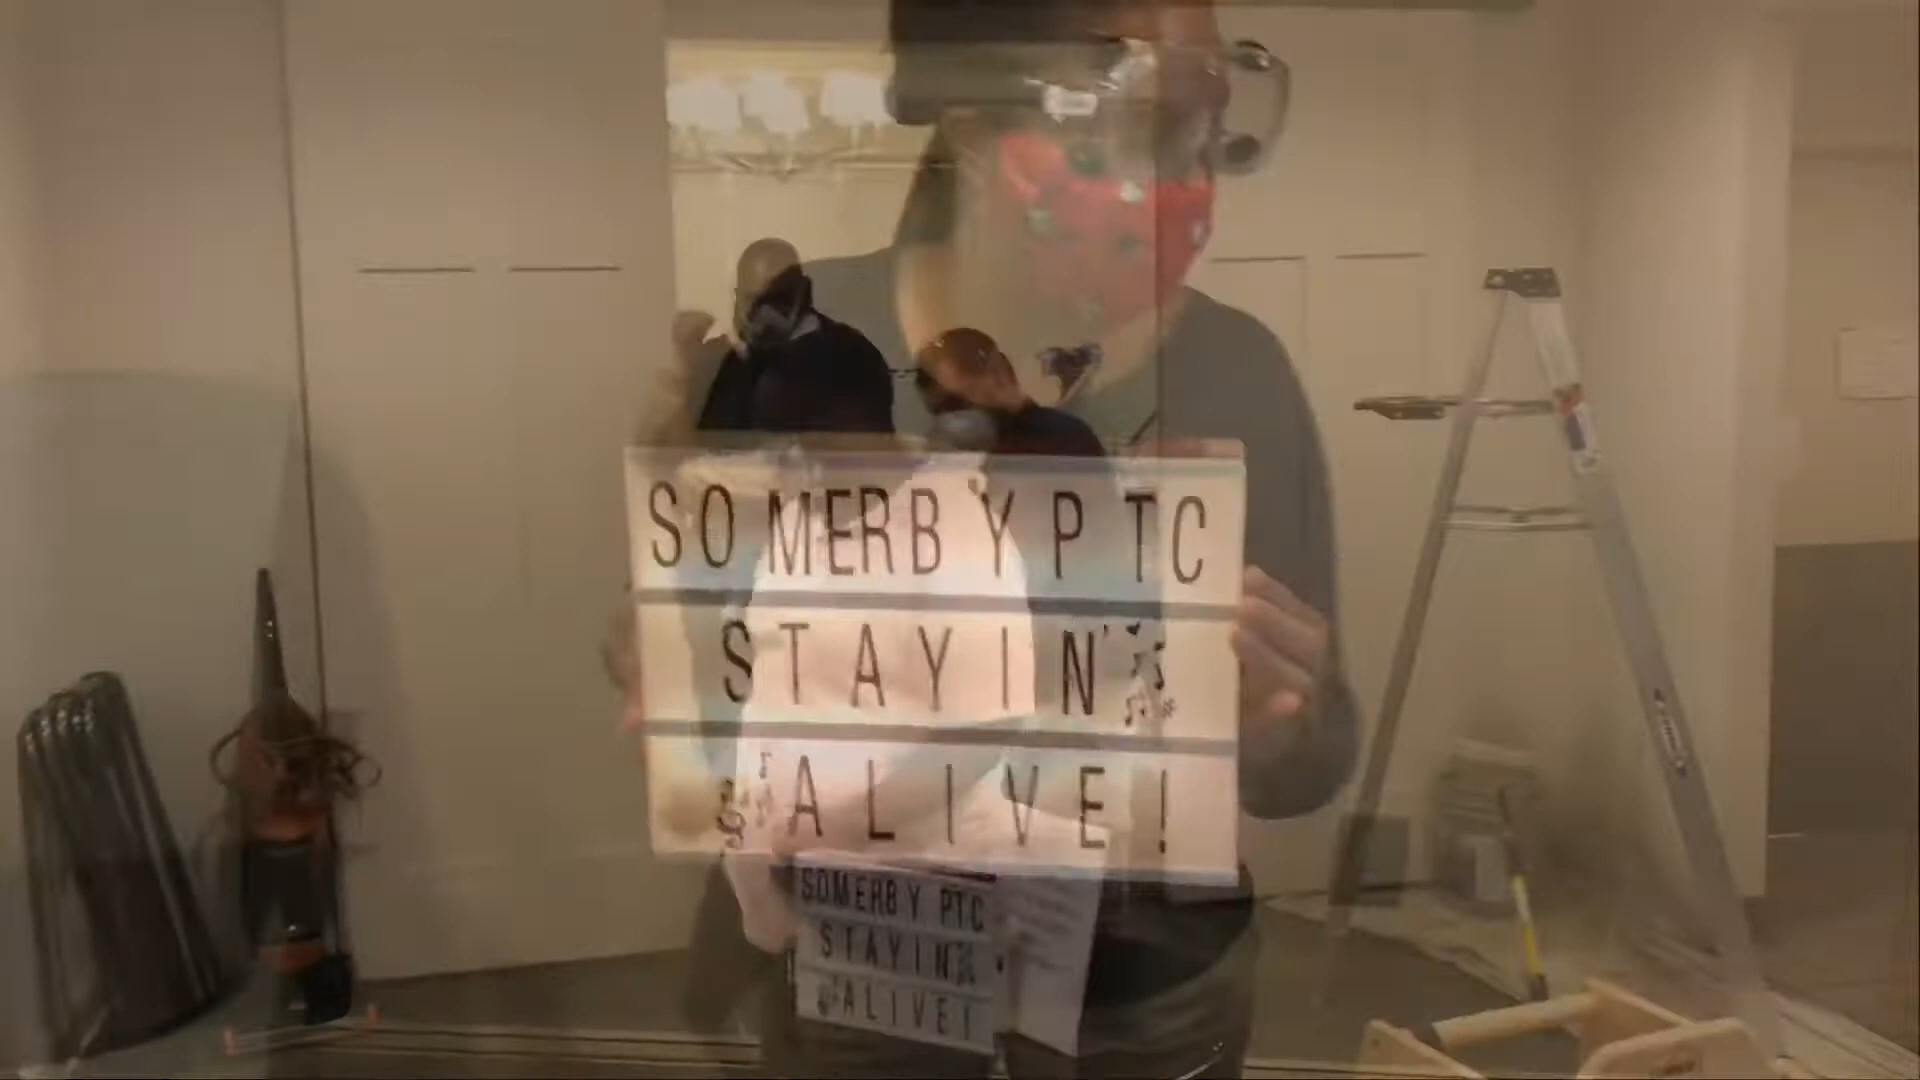 SOMERBY PTC
STAYIN'
ALIVE!
SOMERBY PTC
STAYIN
ALIVE!